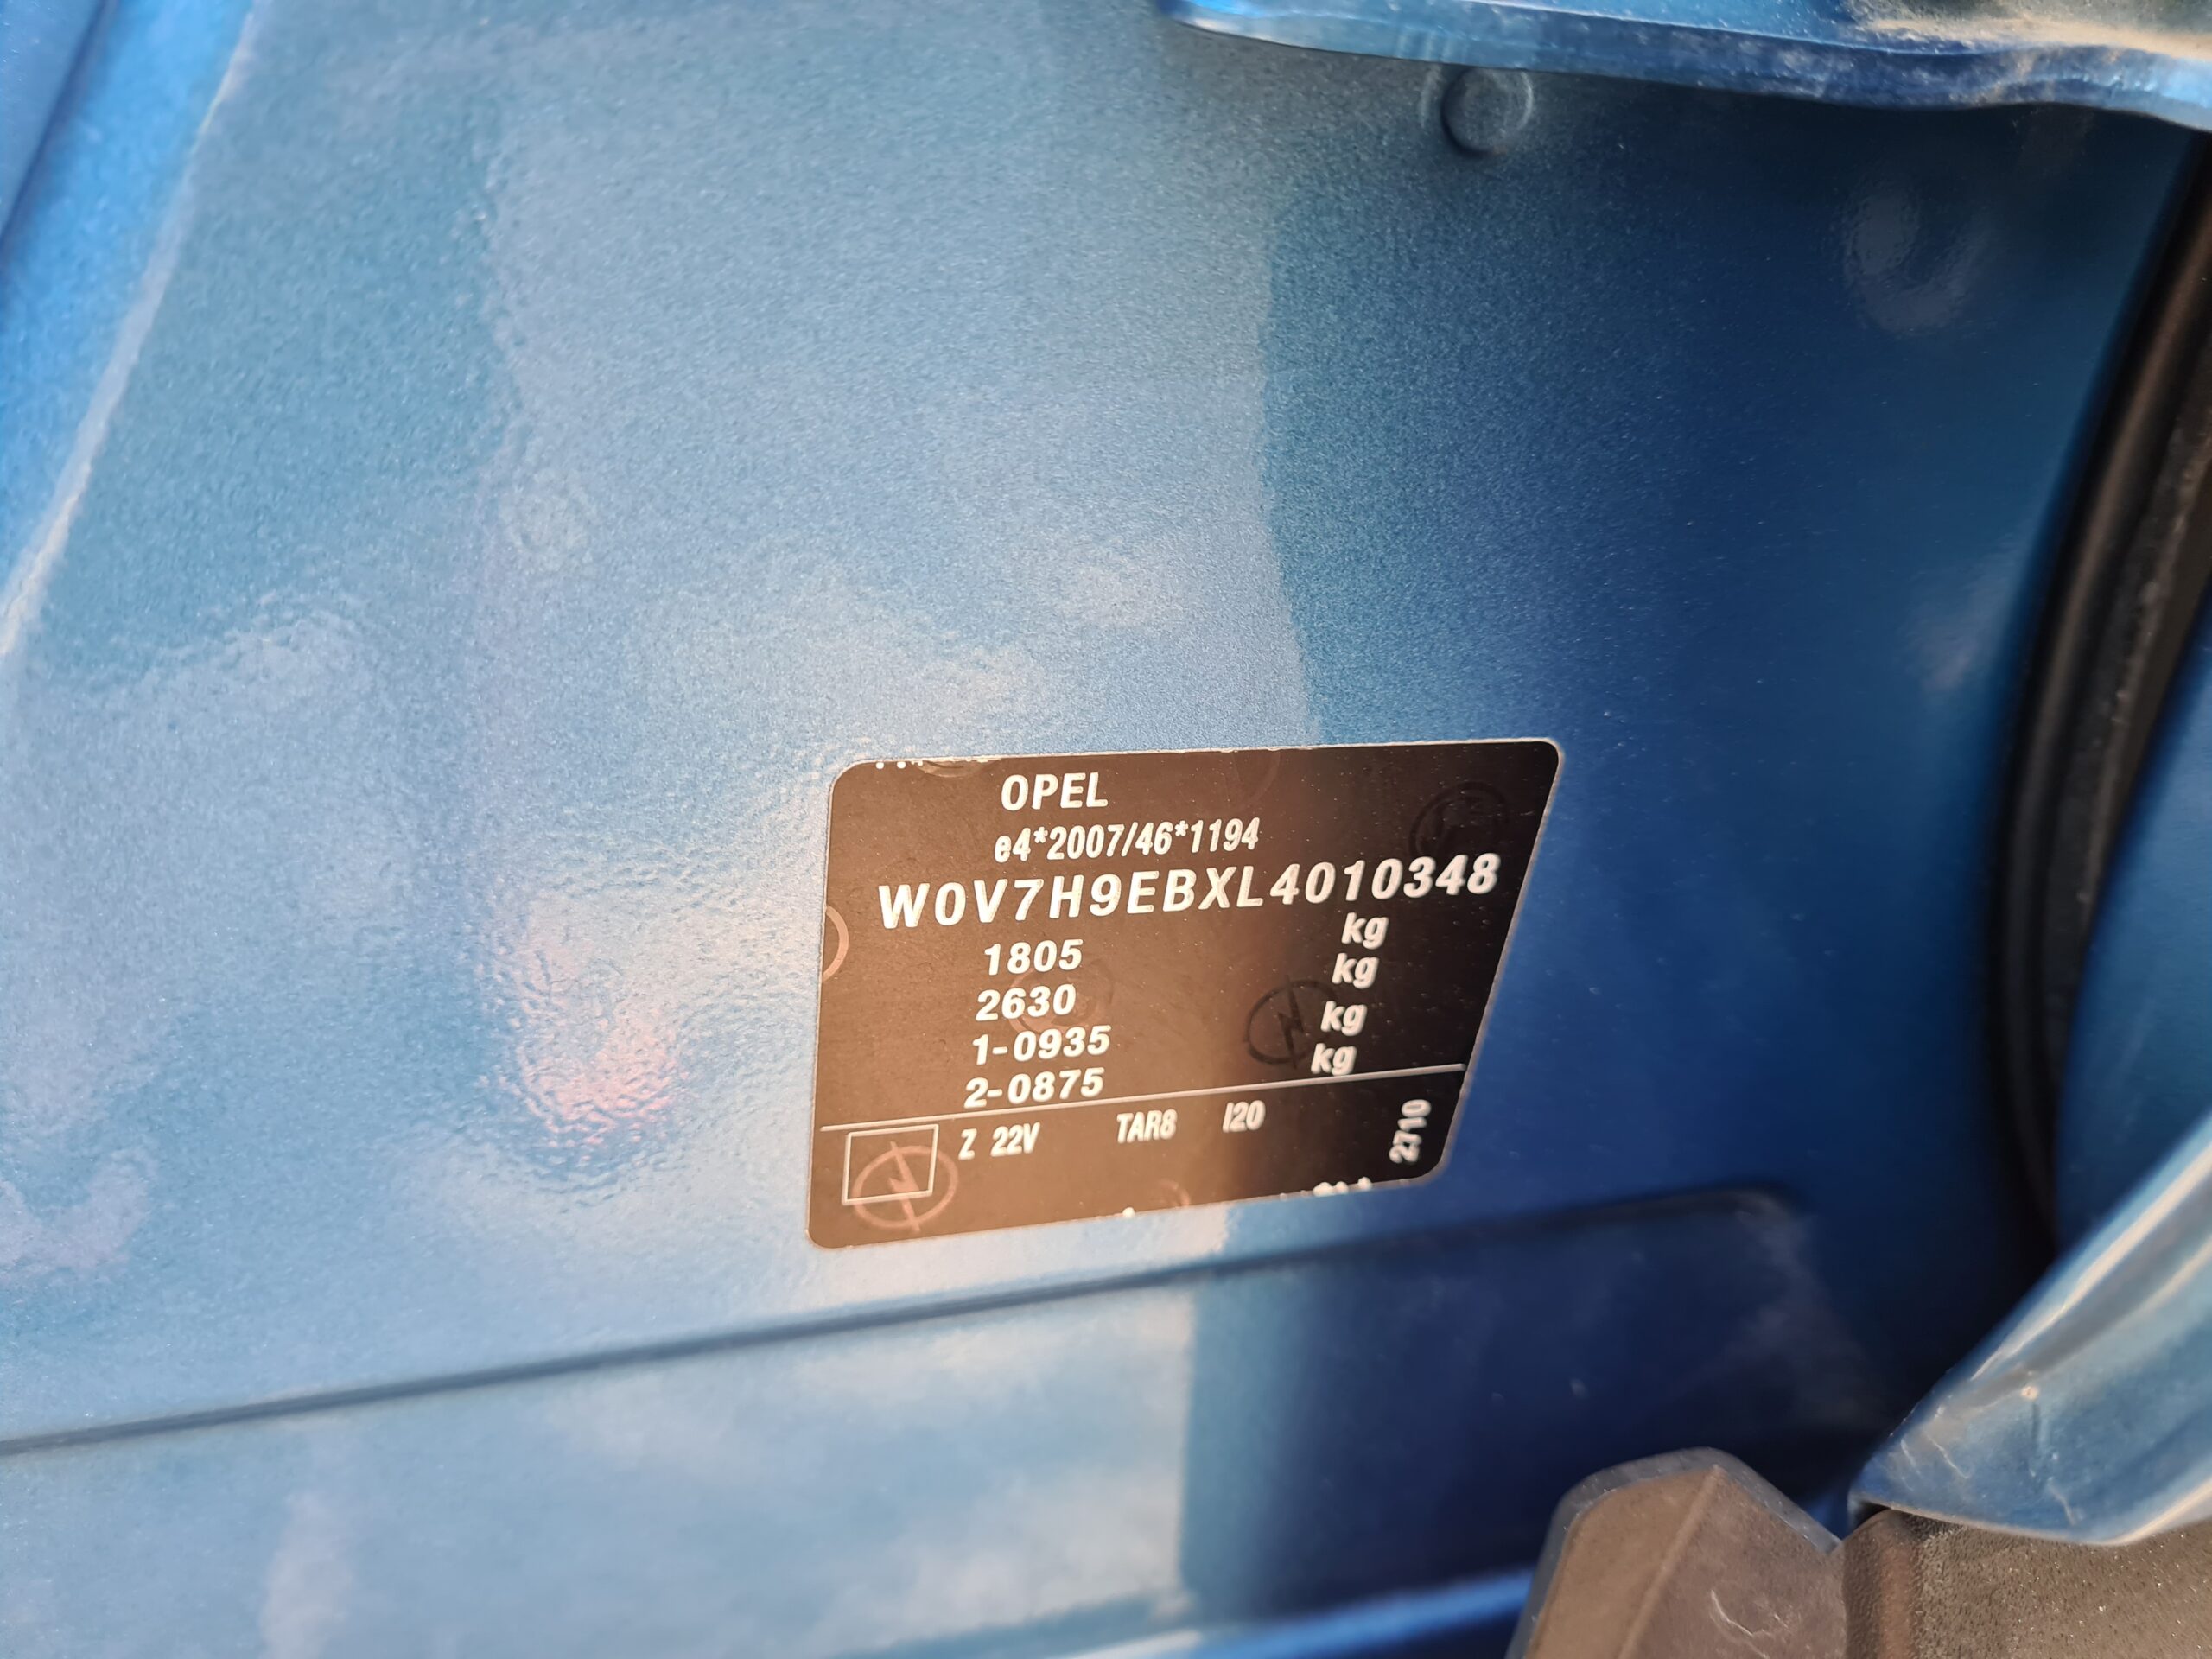 OPEL
e4*2007/46*1194
W0V7H9EBXL4010348
1805 kg
2630 kg
1-0935 kg
2-0875 kg
Z 22V TAR8 I20
2710